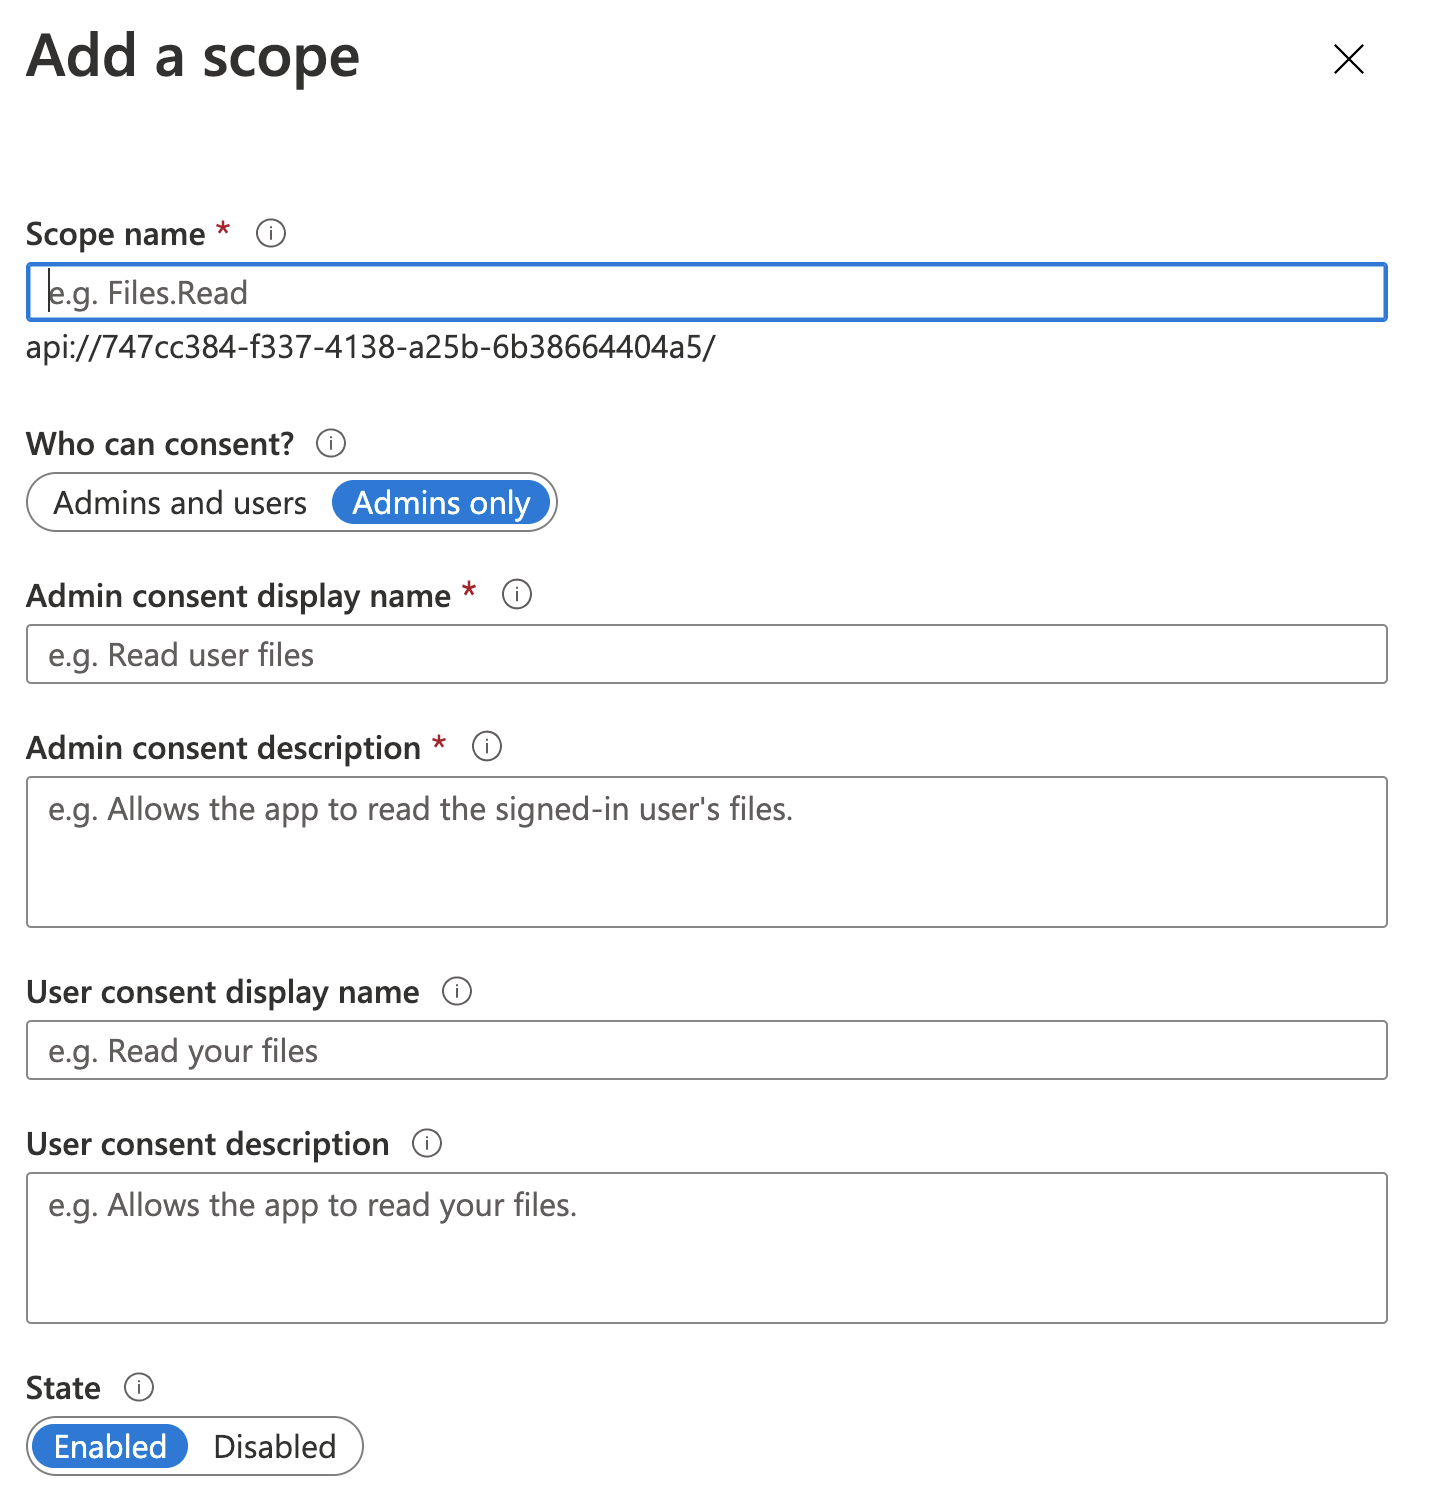 Add a scope
Scope name *
e.g. Files.Read
api://747cc384-f337-4138-a25b-6b38664404a5/
Who can consent?
Admins and users Admins only
Admin consent display name *
e.g. Read user files
Admin consent description *
e.g. Allows the app to read the signed-in user's files.
User consent display name
e.g. Read your files
User consent description
e.g. Allows the app to read your files.
State
Enabled Disabled